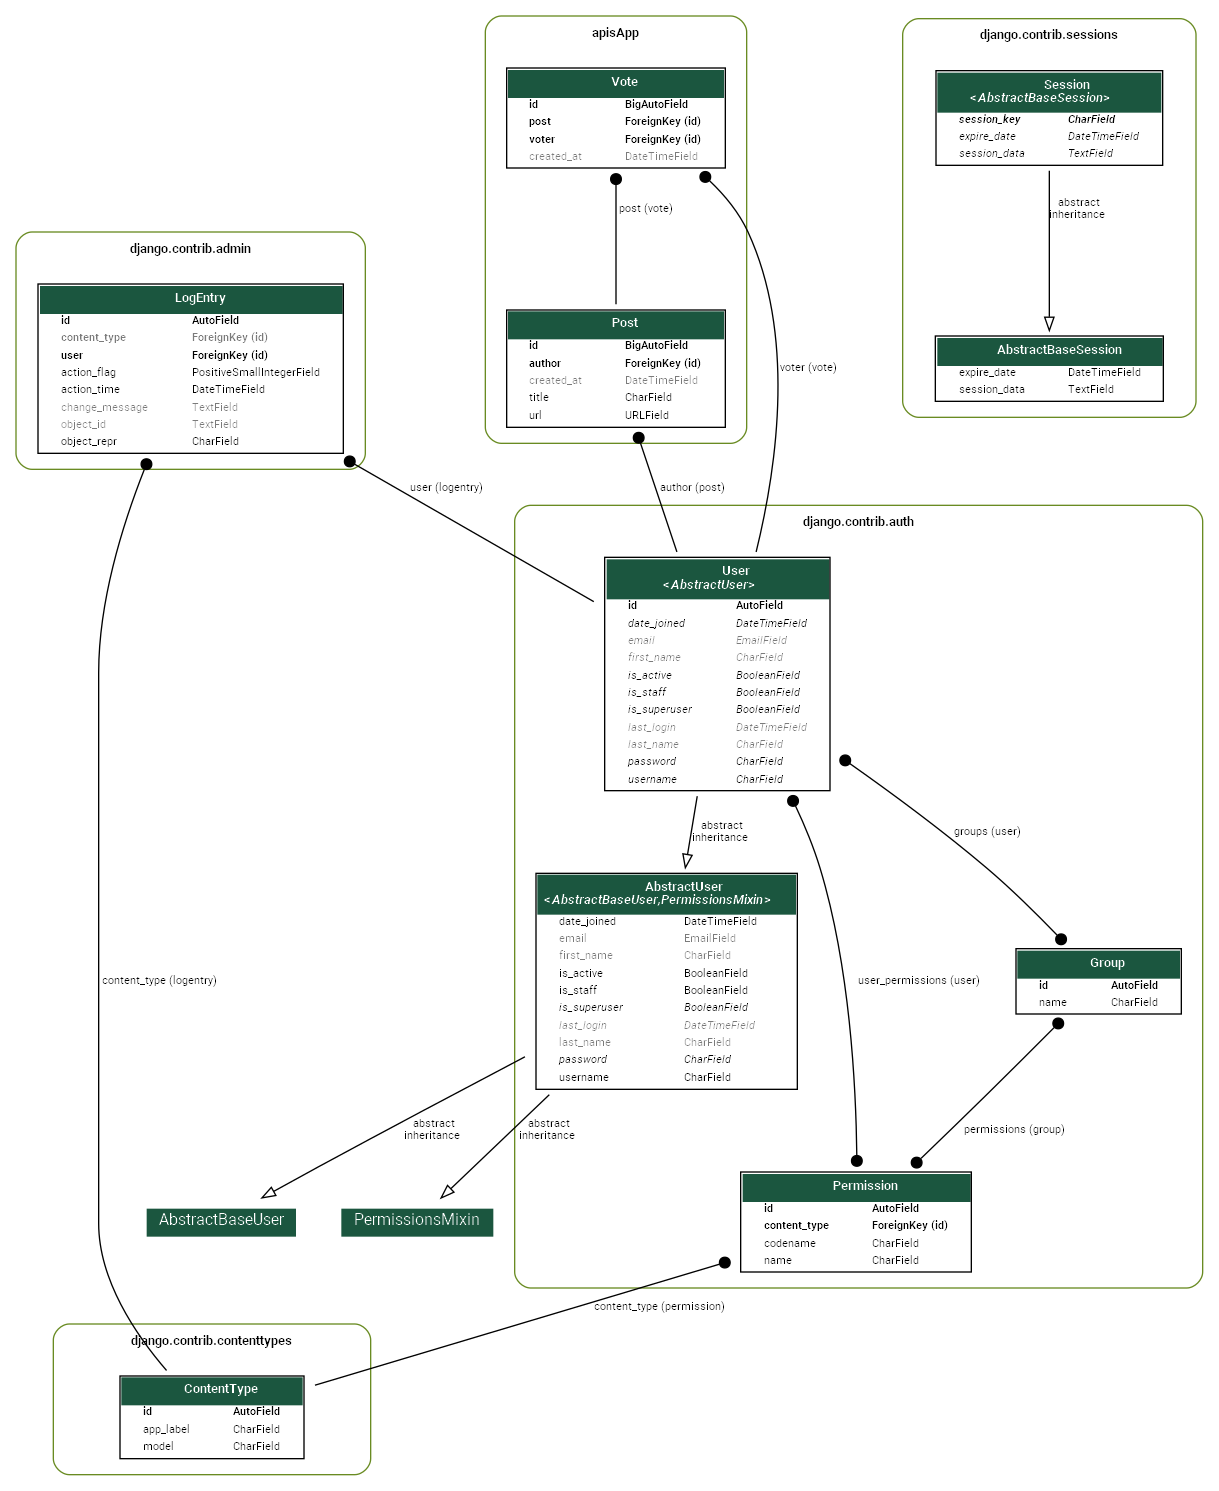 apisApp
Vote
id BigAutoField
post ForeignKey (id)
voter ForeignKey (id)
created_at DateTimeField
post (vote)
Post
id BigAutoField
author ForeignKey (id)
created_at DateTimeField
title CharField
url URLField
voter (vote)
author (post)
django.contrib.sessions
Session
<AbstractBaseSession>
session_key CharField
expire_date DateTimeField
session_data TextField
abstract
inheritance
AbstractBaseSession
expire_date DateTimeField
session_data TextField
django.contrib.admin
LogEntry
id AutoField
content_type ForeignKey (id)
user ForeignKey (id)
action_flag PositiveSmallIntegerField
action_time DateTimeField
change_message TextField
object_id TextField
object_repr CharField
user (logentry)
content_type (logentry)
django.contrib.auth
User
<AbstractUser>
id AutoField
date_joined DateTimeField
email EmailField
first_name CharField
is_active BooleanField
is_staff BooleanField
is_superuser BooleanField
last_login DateTimeField
last_name CharField
password CharField
username CharField
abstract
inheritance
groups (user)
user_permissions (user)
AbstractUser
<AbstractBaseUser,PermissionsMixin>
date_joined DateTimeField
email EmailField
first_name CharField
is_active BooleanField
is_staff BooleanField
is_superuser BooleanField
last_login DateTimeField
last_name CharField
password CharField
username CharField
Group
id AutoField
name CharField
permissions (group)
abstract
inheritance
abstract
inheritance
AbstractBaseUser
PermissionsMixin
Permission
id AutoField
content_type ForeignKey (id)
codename CharField
name CharField
content_type (permission)
django.contrib.contenttypes
ContentType
id AutoField
app_label CharField
model CharField